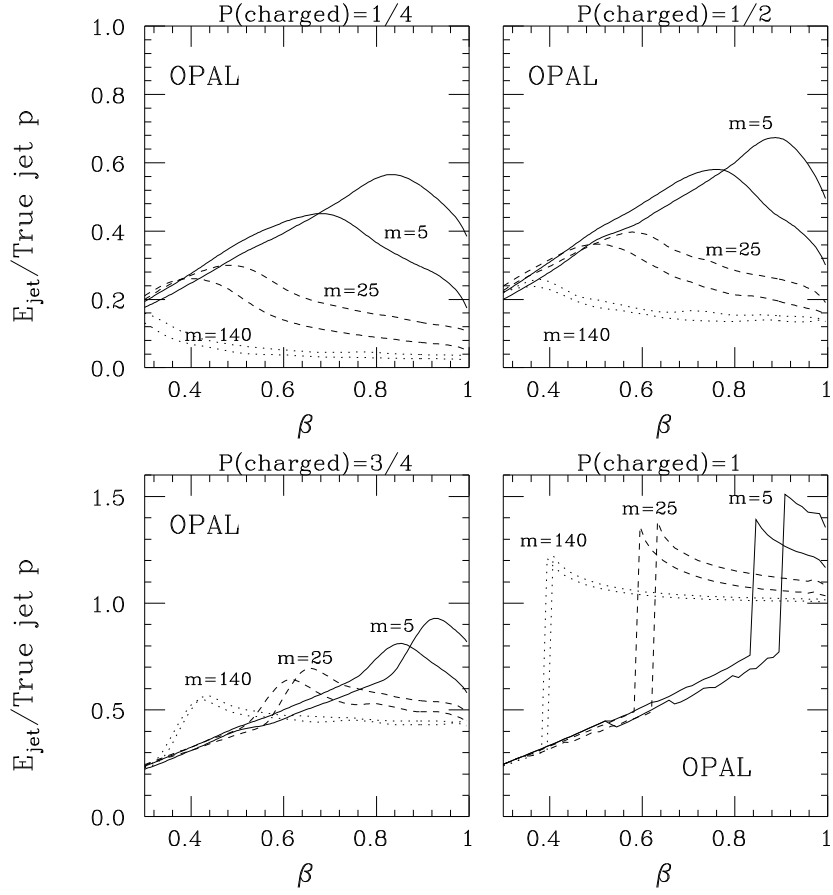 P(charged)=1/4
P(charged)=1/2
1.0
OPAL
OPAL
0.8
m=5
0.6
E_jet/True jet p
m=5
0.4
m=25
m=25
0.2
m=140
m=140
0.0
0.4 0.6 0.8 1
0.4 0.6 0.8 1
β
β
P(charged)=3/4
P(charged)=1
1.5
OPAL
m=5
m=25
m=140
E_jet/True jet p
1.0
m=5
m=25
m=140
0.5
OPAL
0.0
0.4 0.6 0.8 1
0.4 0.6 0.8 1
β
β